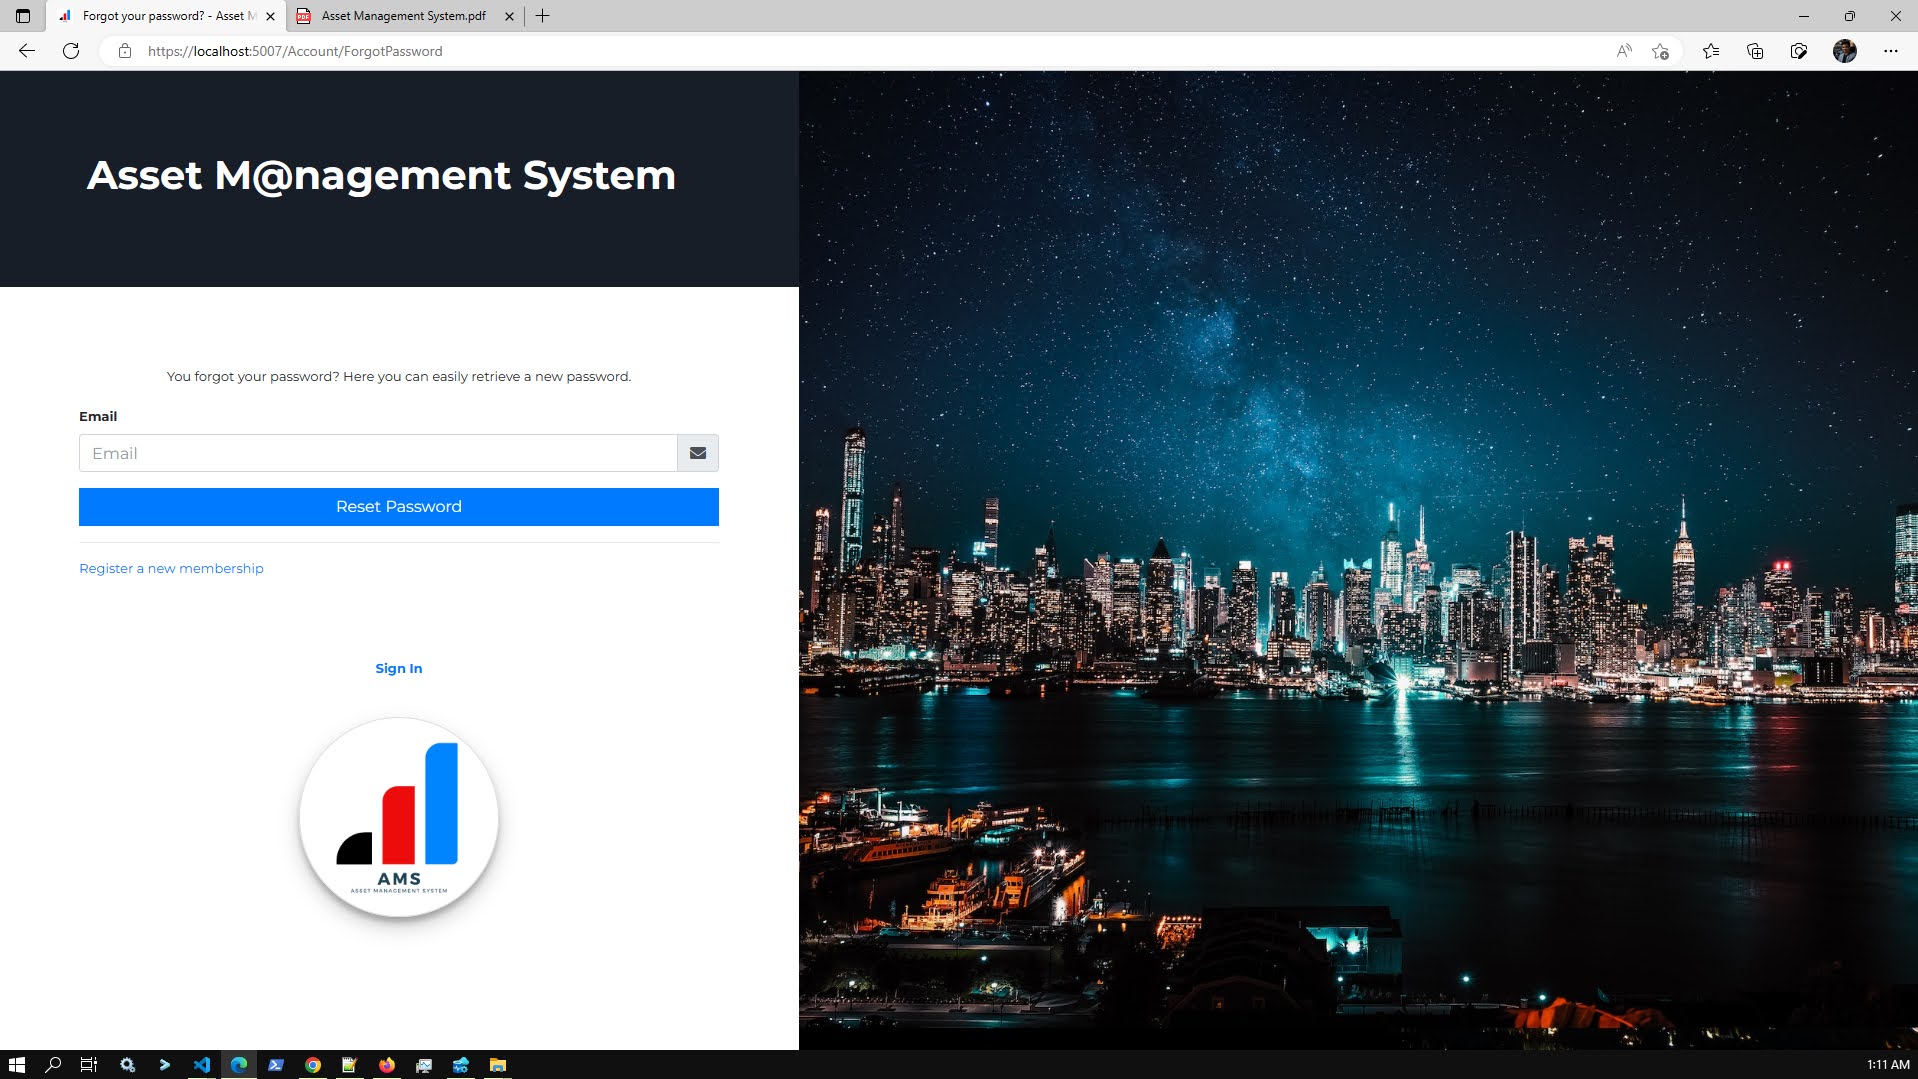 Forgot your password? - Asset M
Asset Management System.pdf
https://localhost:5007/Account/ForgotPassword
Asset M@nagement System
You forgot your password? Here you can easily retrieve a new password.
Email
Email
Reset Password
Register a new membership
Sign In
AMS
ASSET MANAGEMENT SYSTEM
1:11 AM